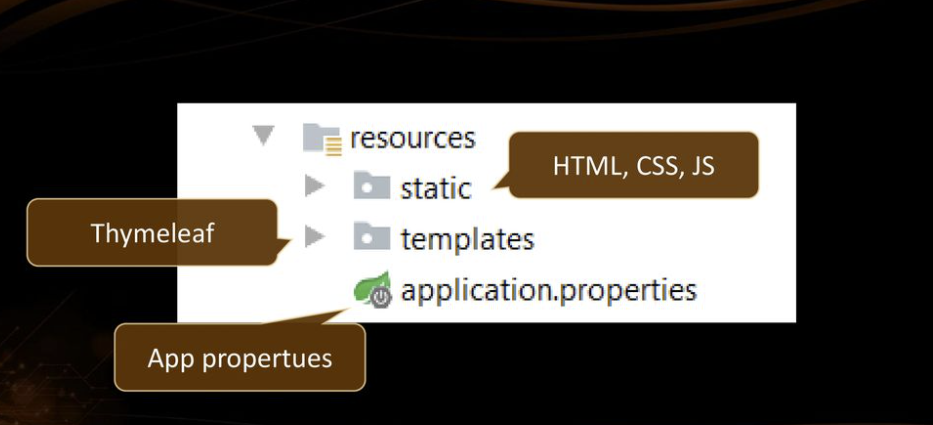 resources
HTML, CSS, JS
static
Thymeleaf
templates
application.properties
App propertues